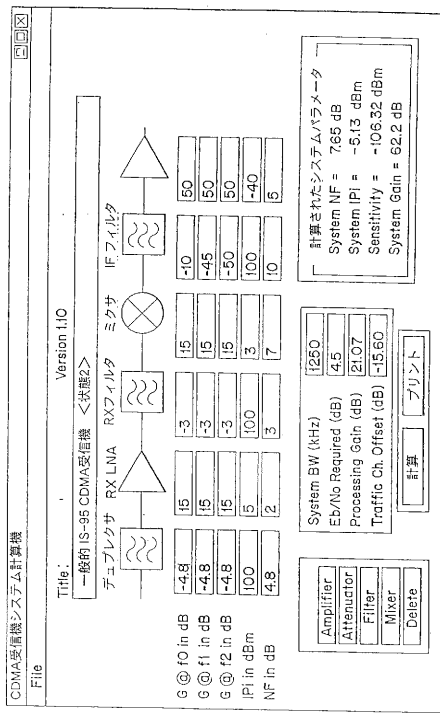 CDMA受信機システム計算機
File
Title : Version 1.10
一般的 IS-95 CDMA受信機 <状態2>
デュプレクサ RX LNA RXフィルタ ミクサ IFフィルタ
G @ f0 in dB -4.8 15 -3 15 -10 50
G @ f1 in dB -4.8 15 -3 15 -45 50
G @ f2 in dB -4.8 15 -3 15 -50 50
IPi in dBm 100 5 100 3 100 -40
NF in dB 4.8 2 3 7 10 5
Amplifier
Attenuator
Filter
Mixer
Delete
System BW (kHz) 1250
Eb/No Required (dB) 4.5
Processing Gain (dB) 21.07
Traffic Ch. Offset (dB) -15.60
計算 プリント
計算されたシステムパラメータ
System NF = 7.65 dB
System IPi = -5.13 dBm
Sensitivity = -106.32 dBm
System Gain = 62.2 dB